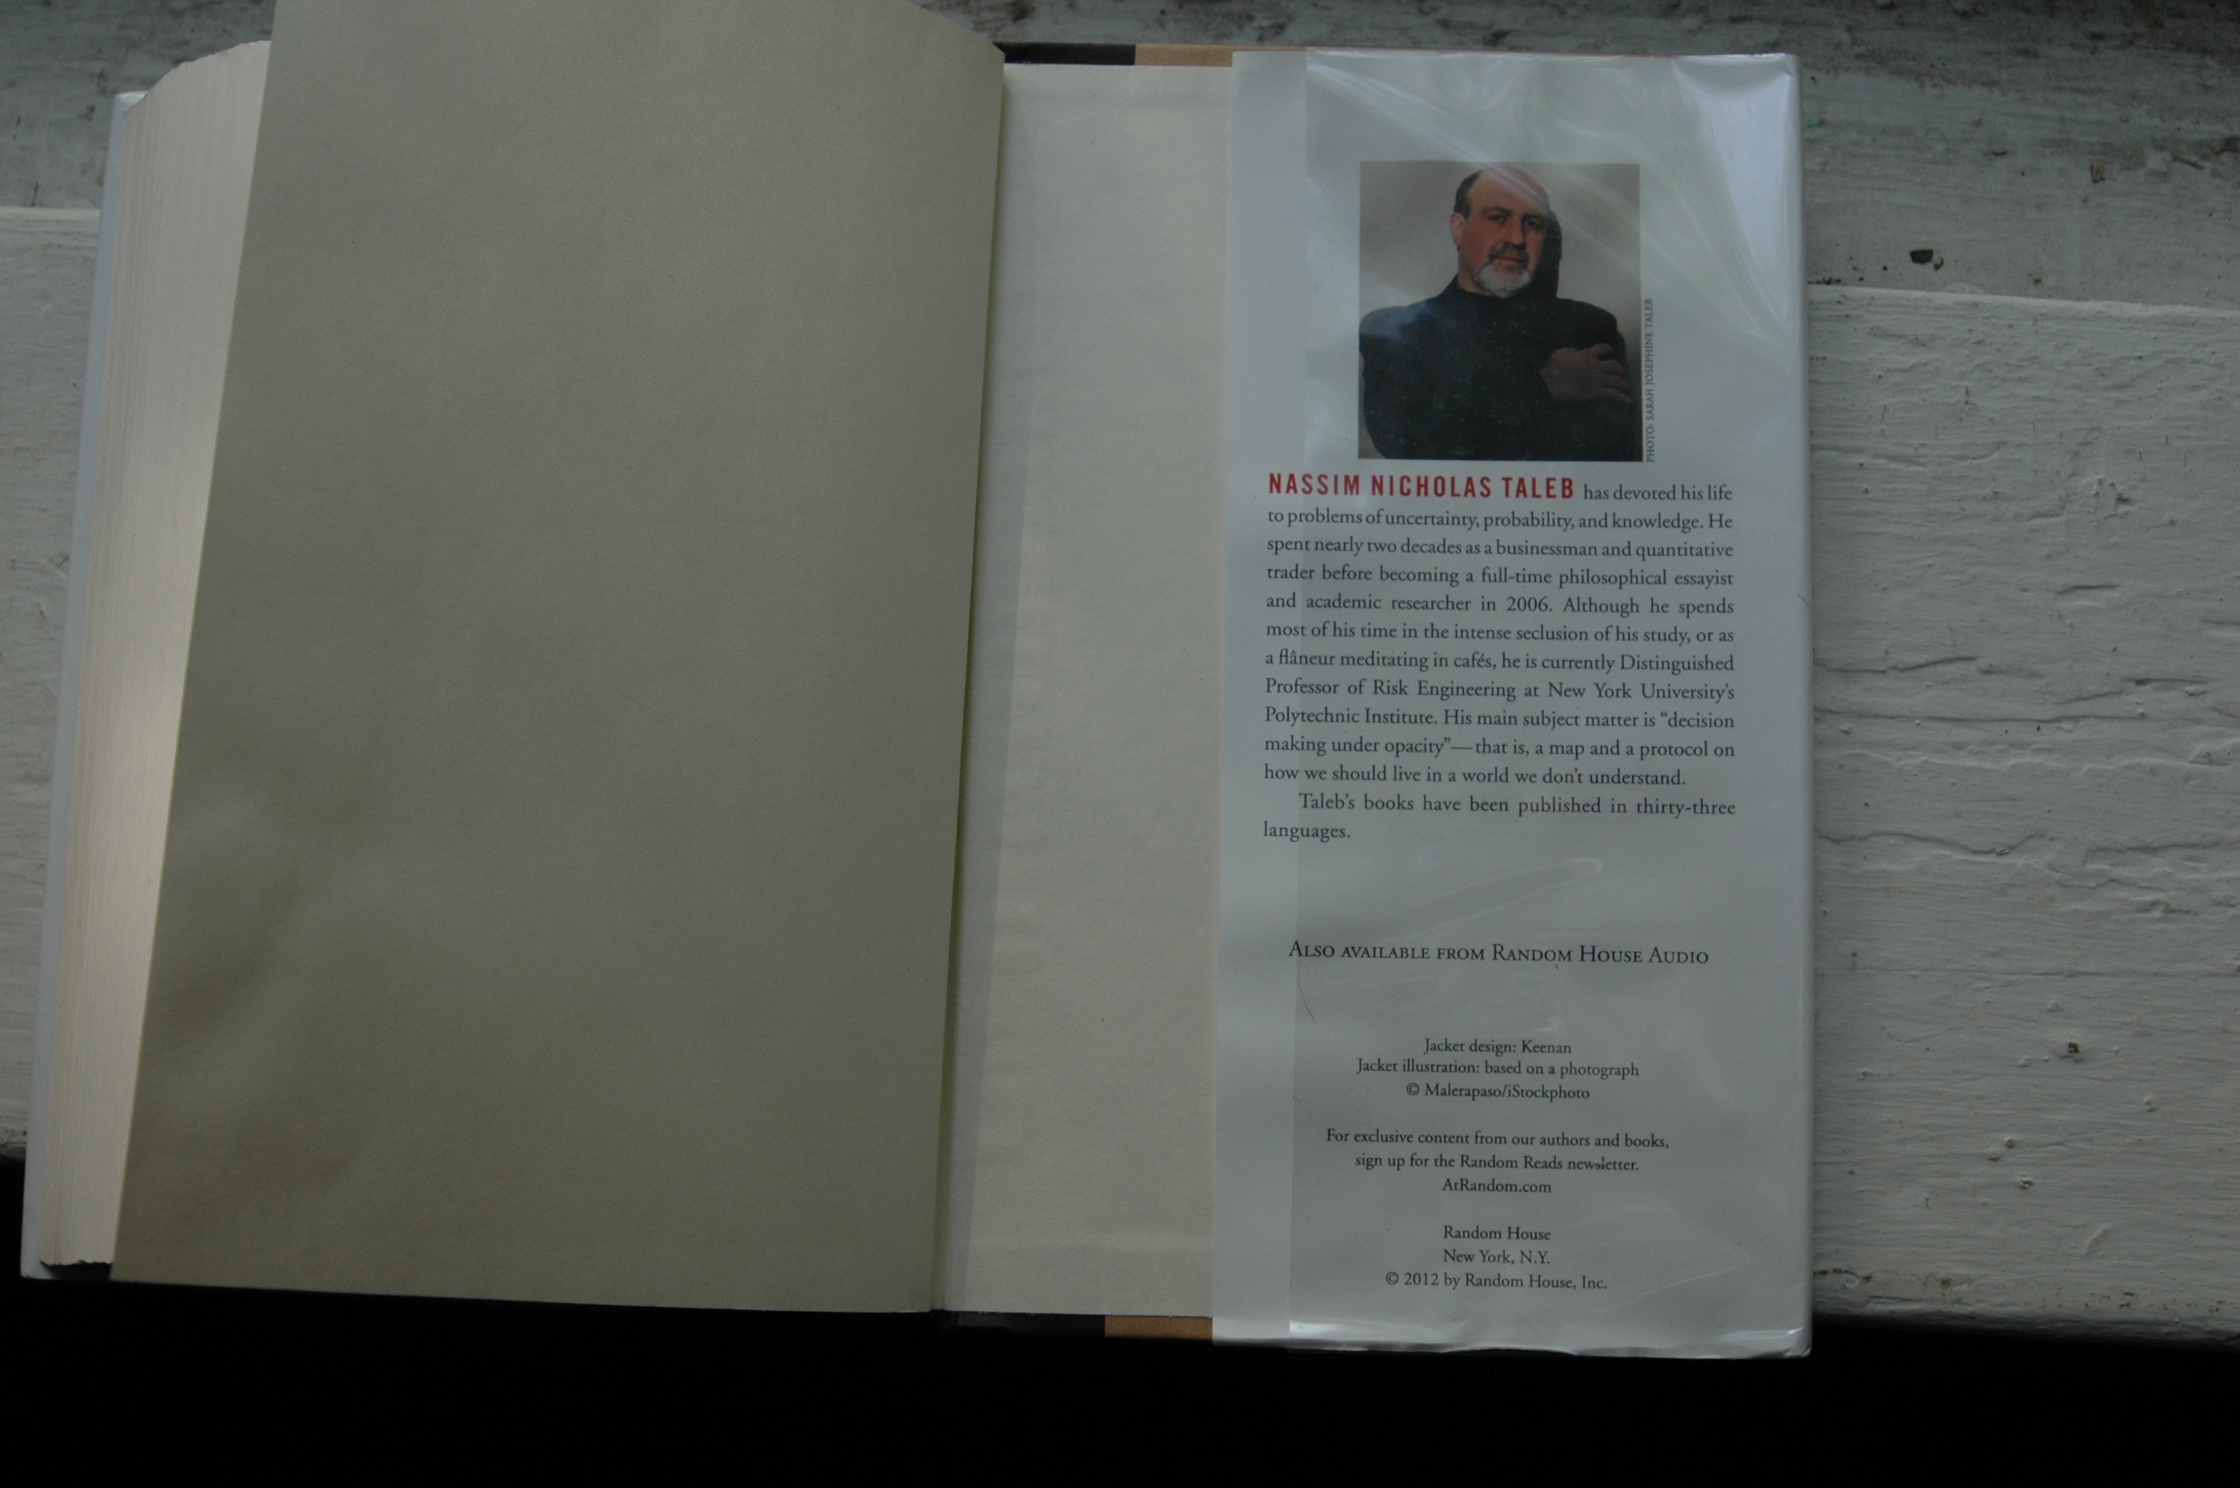 PHOTO: SARAH JOSEPHINE TALEB
NASSIM NICHOLAS TALEB has devoted his life
to problems of uncertainty, probability, and knowledge. He
spent nearly two decades as a businessman and quantitative
trader before becoming a full-time philosophical essayist
and academic researcher in 2006. Although he spends
most of his time in the intense seclusion of his study, or as
a flâneur meditating in cafés, he is currently Distinguished
Professor of Risk Engineering at New York University's
Polytechnic Institute. His main subject matter is “decision
making under opacity”—that is, a map and a protocol on
how we should live in a world we don't understand.
Taleb's books have been published in thirty-three
languages.
ALSO AVAILABLE FROM RANDOM HOUSE AUDIO
Jacket design: Keenan
Jacket illustration: based on a photograph
© Malerapaso/iStockphoto
For exclusive content from our authors and books,
sign up for the Random Reads newsletter.
AtRandom.com
Random House
New York, N.Y.
© 2012 by Random House, Inc.